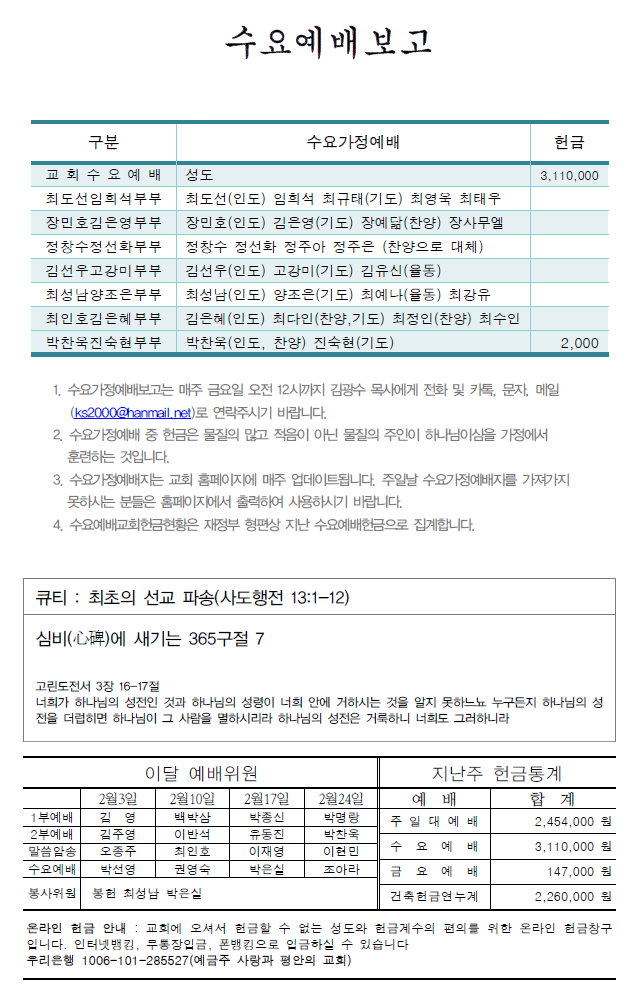 수요예배보고
구분 수요가정예배 헌금
교 회 수 요 예 배 성도 3,110,000
최도선임희석부부 최도선(인도) 임희석 최규태(기도) 최영욱 최태우
장민호김은영부부 장민호(인도) 김은영(기도) 장예닮(찬양) 장사무엘
정창수정선화부부 정창수 정선화 정주아 정주은 (찬양으로 대체)
김선우고강미부부 김선우(인도) 고강미(기도) 김유신(율동)
최성남양조은부부 최성남(인도) 양조은(기도) 최예나(율동) 최강유
최인호김은혜부부 김은혜(인도) 최다인(찬양,기도) 최정인(찬양) 최수인
박찬욱진숙현부부 박찬욱(인도, 찬양) 진숙현(기도) 2,000
1. 수요가정예배보고는 매주 금요일 오전 12시까지 김광수 목사에게 전화 및 카톡, 문자, 메일
(ks2000@hanmail.net)로 연락주시기 바랍니다.
2. 수요가정예배 중 헌금은 물질의 많고 적음이 아닌 물질의 주인이 하나님이심을 가정에서
훈련하는 것입니다.
3. 수요가정예배지는 교회 홈페이지에 매주 업데이트됩니다. 주일날 수요가정예배지를 가져가지
못하시는 분들은 홈페이지에서 출력하여 사용하시기 바랍니다.
4. 수요예배교회헌금현황은 재정부 형편상 지난 수요예배헌금으로 집계합니다.
큐티 : 최초의 선교 파송(사도행전 13:1-12)
심비(心碑)에 새기는 365구절 7
고린도전서 3장 16-17절
너희가 하나님의 성전인 것과 하나님의 성령이 너희 안에 거하시는 것을 알지 못하느뇨 누구든지 하나님의 성
전을 더럽히면 하나님이 그 사람을 멸하시리라 하나님의 성전은 거룩하니 너희도 그러하니라
이달 예배위원
2월3일 2월10일 2월17일 2월24일
1부예배 김 영 백박삼 박종신 박명랑
2부예배 김주영 이반석 유동진 박찬욱
말씀암송 오종주 최인호 이재영 이현민
수요예배 박선영 권영숙 박은실 조아라
봉사위원 봉헌 최성남 박은실
지난주 헌금통계
예 배 합 계
주 일 대 예 배 2,454,000 원
수 요 예 배 3,110,000 원
금 요 예 배 147,000 원
건축헌금연누계 2,260,000 원
온라인 헌금 안내 : 교회에 오셔서 헌금할 수 없는 성도와 헌금계수의 편의를 위한 온라인 헌금창구
입니다. 인터넷뱅킹, 무통장입금, 폰뱅킹으로 입금하실 수 있습니다
우리은행 1006-101-285527(예금주 사랑과 평안의 교회)